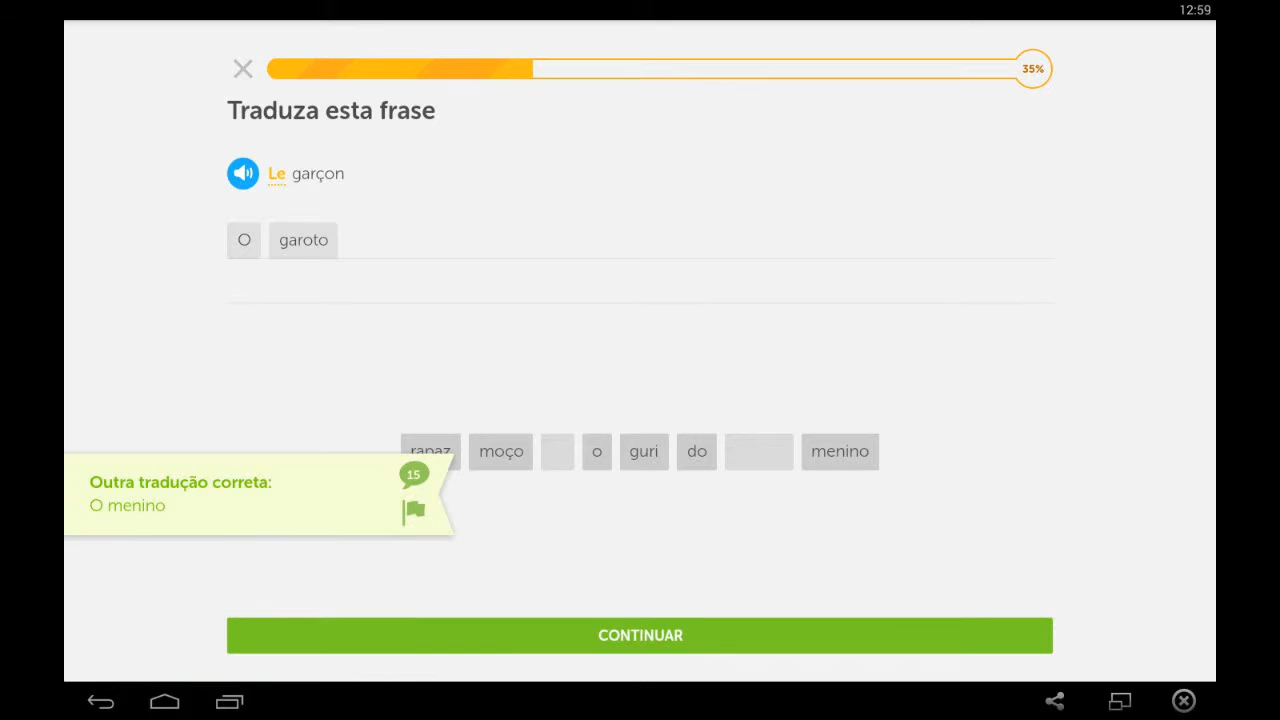 12:59
35%
Traduza esta frase
Le garçon
O garoto
rapaz moço o guri do menino
Outra tradução correta:
15
O menino
CONTINUAR